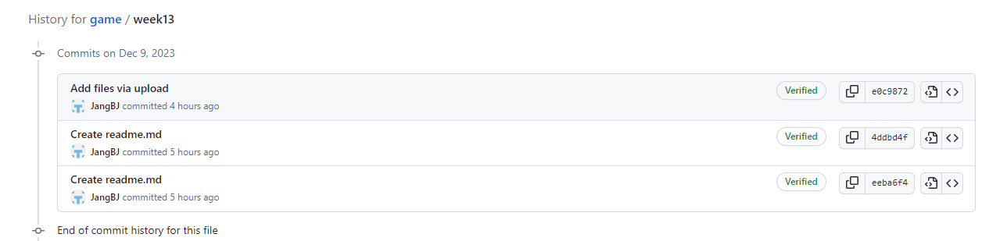 History for game / week13
Commits on Dec 9, 2023
Add files via upload
JangBJ committed 4 hours ago
Verified
e0c9872
Create readme.md
JangBJ committed 5 hours ago
Verified
4ddbd4f
Create readme.md
JangBJ committed 5 hours ago
Verified
eeba6f4
End of commit history for this file